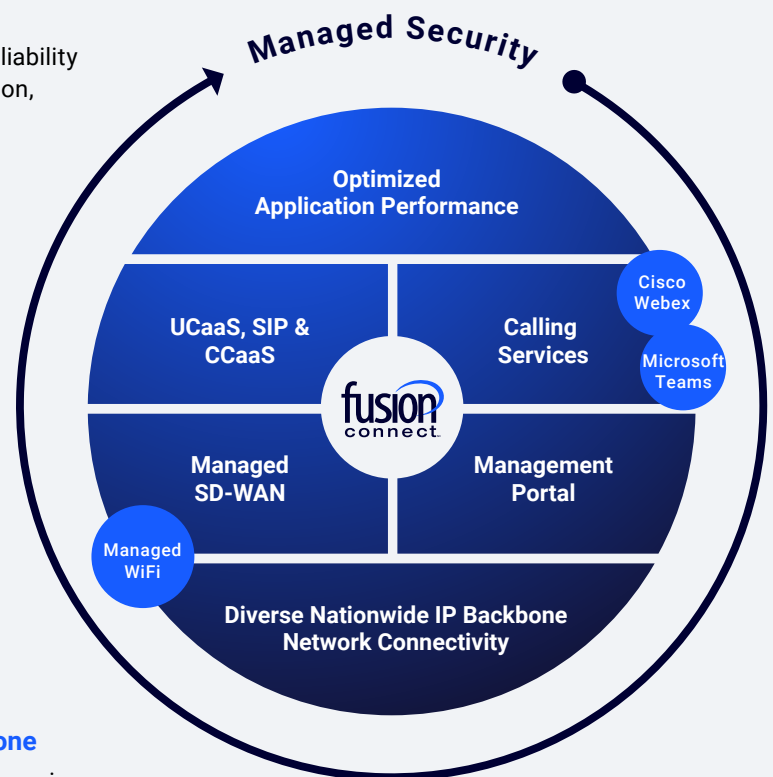 Managed Security
liability
on,
Optimized
Application Performance
Cisco
Webex
UCaaS, SIP &
CCaaS
Calling
Services
Microsoft
Teams
fusion
connect
Managed
SD-WAN
Management
Portal
Managed
WiFi
Diverse Nationwide IP Backbone
Network Connectivity
one